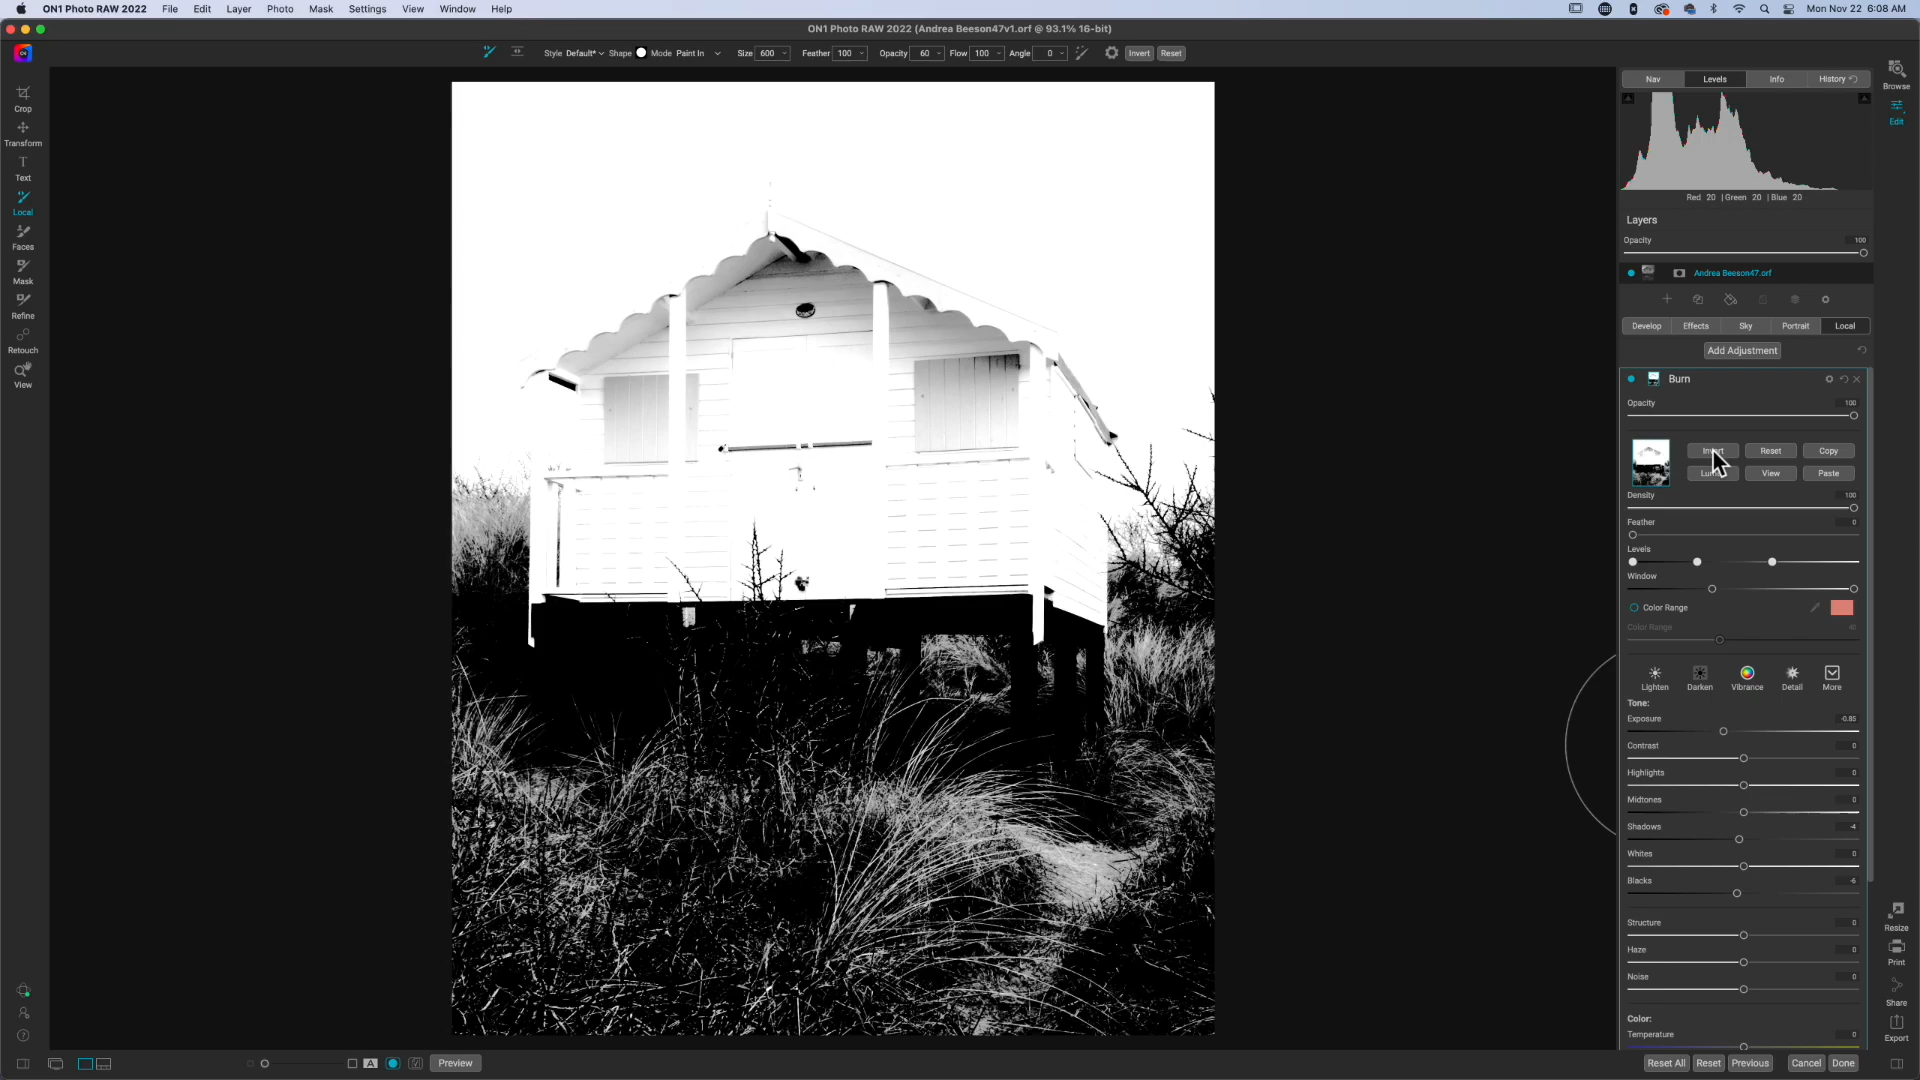 ON1 Photo RAW 2022 File Edit Layer Photo Mask Settings View Window Help Mon Nov 22 6:08 AM
ON1 Photo RAW 2022 (Andrea Beeson47v1.orf @ 93.1% 16-bit)
Style Default* Shape Mode Paint In Size 600 Feather 100 Opacity 60 Flow 100 Angle 0 Invert Reset
Crop
Transform
Text
Local
Faces
Mask
Refine
Retouch
View
Nav Levels Info History
Browse
Edit
Red 20 | Green 20 | Blue 20
Layers
Opacity 100
Andrea Beeson47.orf
Develop Effects Sky Portrait Local
Add Adjustment
Burn
Opacity 100
Reset Copy
View Paste
Density 100
Feather 0
Levels
Window
Color Range
Color Range 40
Lighten Darken Vibrance Detail More
Tone:
Exposure -0.85
Contrast 0
Highlights 0
Midtones 0
Shadows -4
Whites 0
Blacks -6
Structure 0
Haze 0
Noise 0
Color:
Temperature 0
Resize
Print
Share
Export
A Preview
Reset All Reset Previous Cancel Done